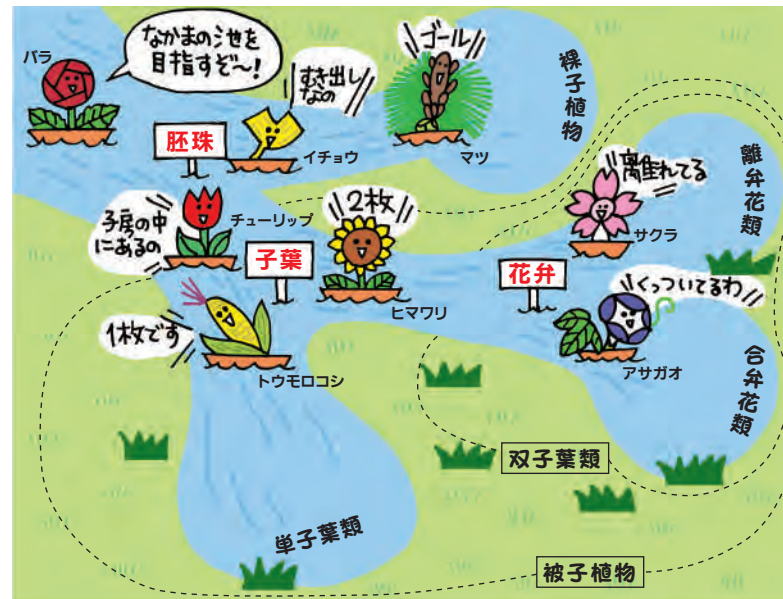 バラ
なかまの池を
目指すぞ～!
胚珠
むき出し
なの
イチョウ
ゴール
マツ
裸子植物
子房の中
にあるの
チューリップ
子葉
2枚
ヒマワリ
離れてる
サクラ
離弁花類
花弁
くっついてるわ
アサガオ
合弁花類
1枚です
トウモロコシ
双子葉類
単子葉類
被子植物